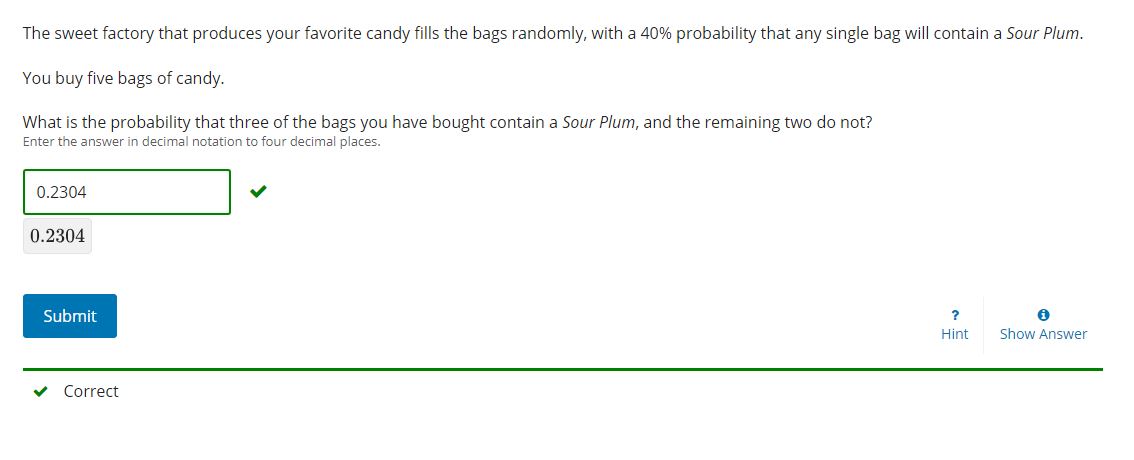 The sweet factory that produces your favorite candy fills the bags randomly, with a 40% probability that any single bag will contain a Sour Plum.
You buy five bags of candy.
What is the probability that three of the bags you have bought contain a Sour Plum, and the remaining two do not?
Enter the answer in decimal notation to four decimal places.
0.2304
0.2304
Submit
? Hint
Show Answer
Correct